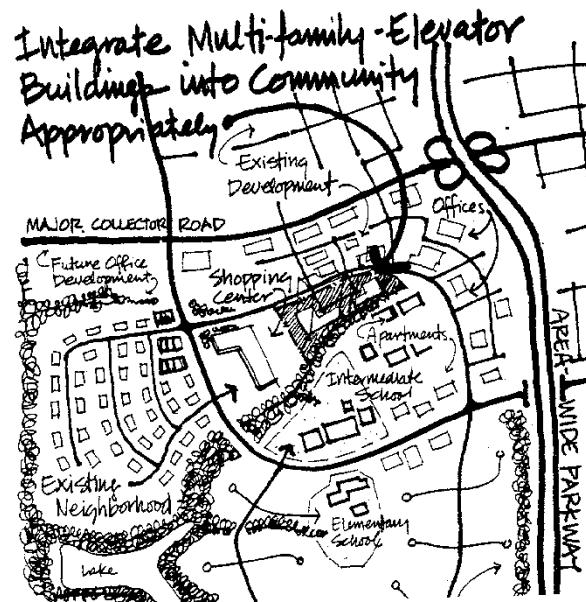 Integrate Multi-family-Elevator
Buildings into Community
Appropriately
Existing
Development
Offices
MAJOR COLLECTOR ROAD
Future Office
Development
Shopping
Center
Apartments
Intermediate
School
AREA-WIDE PARKWAY
Existing
Neighborhood
Elementary
School
Lake